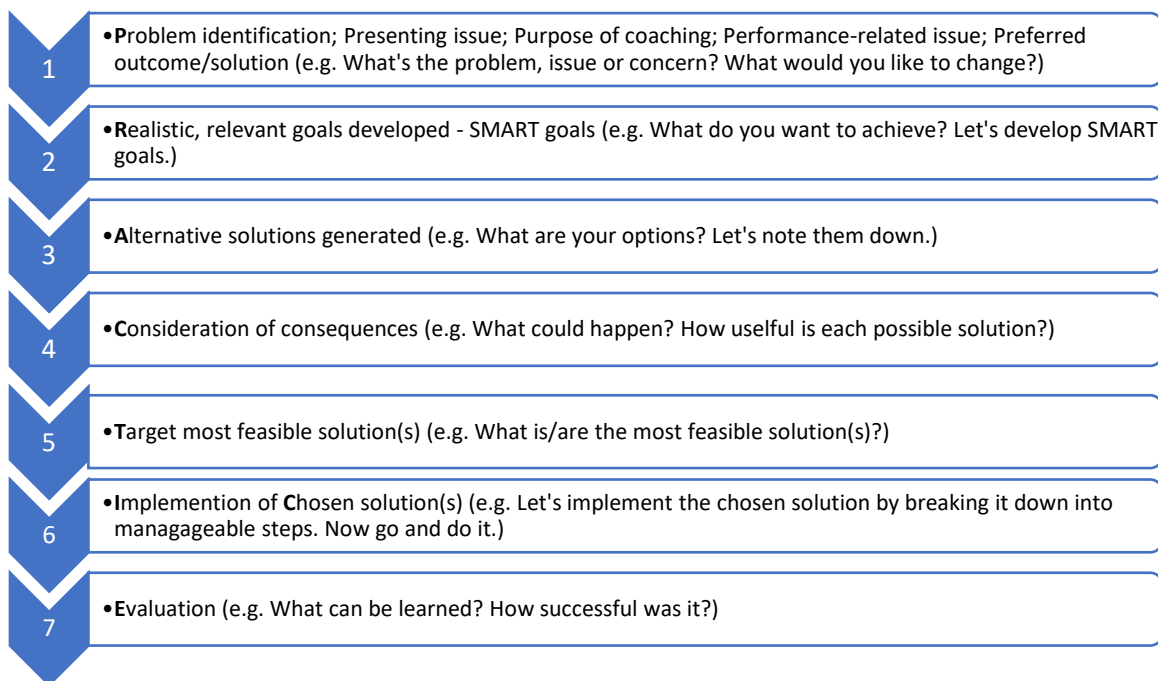 1
•Problem identification; Presenting issue; Purpose of coaching; Performance-related issue; Preferred
outcome/solution (e.g. What's the problem, issue or concern? What would you like to change?)
2
•Realistic, relevant goals developed - SMART goals (e.g. What do you want to achieve? Let's develop SMART
goals.)
3
•Alternative solutions generated (e.g. What are your options? Let's note them down.)
4
•Consideration of consequences (e.g. What could happen? How uselful is each possible solution?)
5
•Target most feasible solution(s) (e.g. What is/are the most feasible solution(s)?)
6
•Implemention of Chosen solution(s) (e.g. Let's implement the chosen solution by breaking it down into
managageable steps. Now go and do it.)
7
•Evaluation (e.g. What can be learned? How successful was it?)